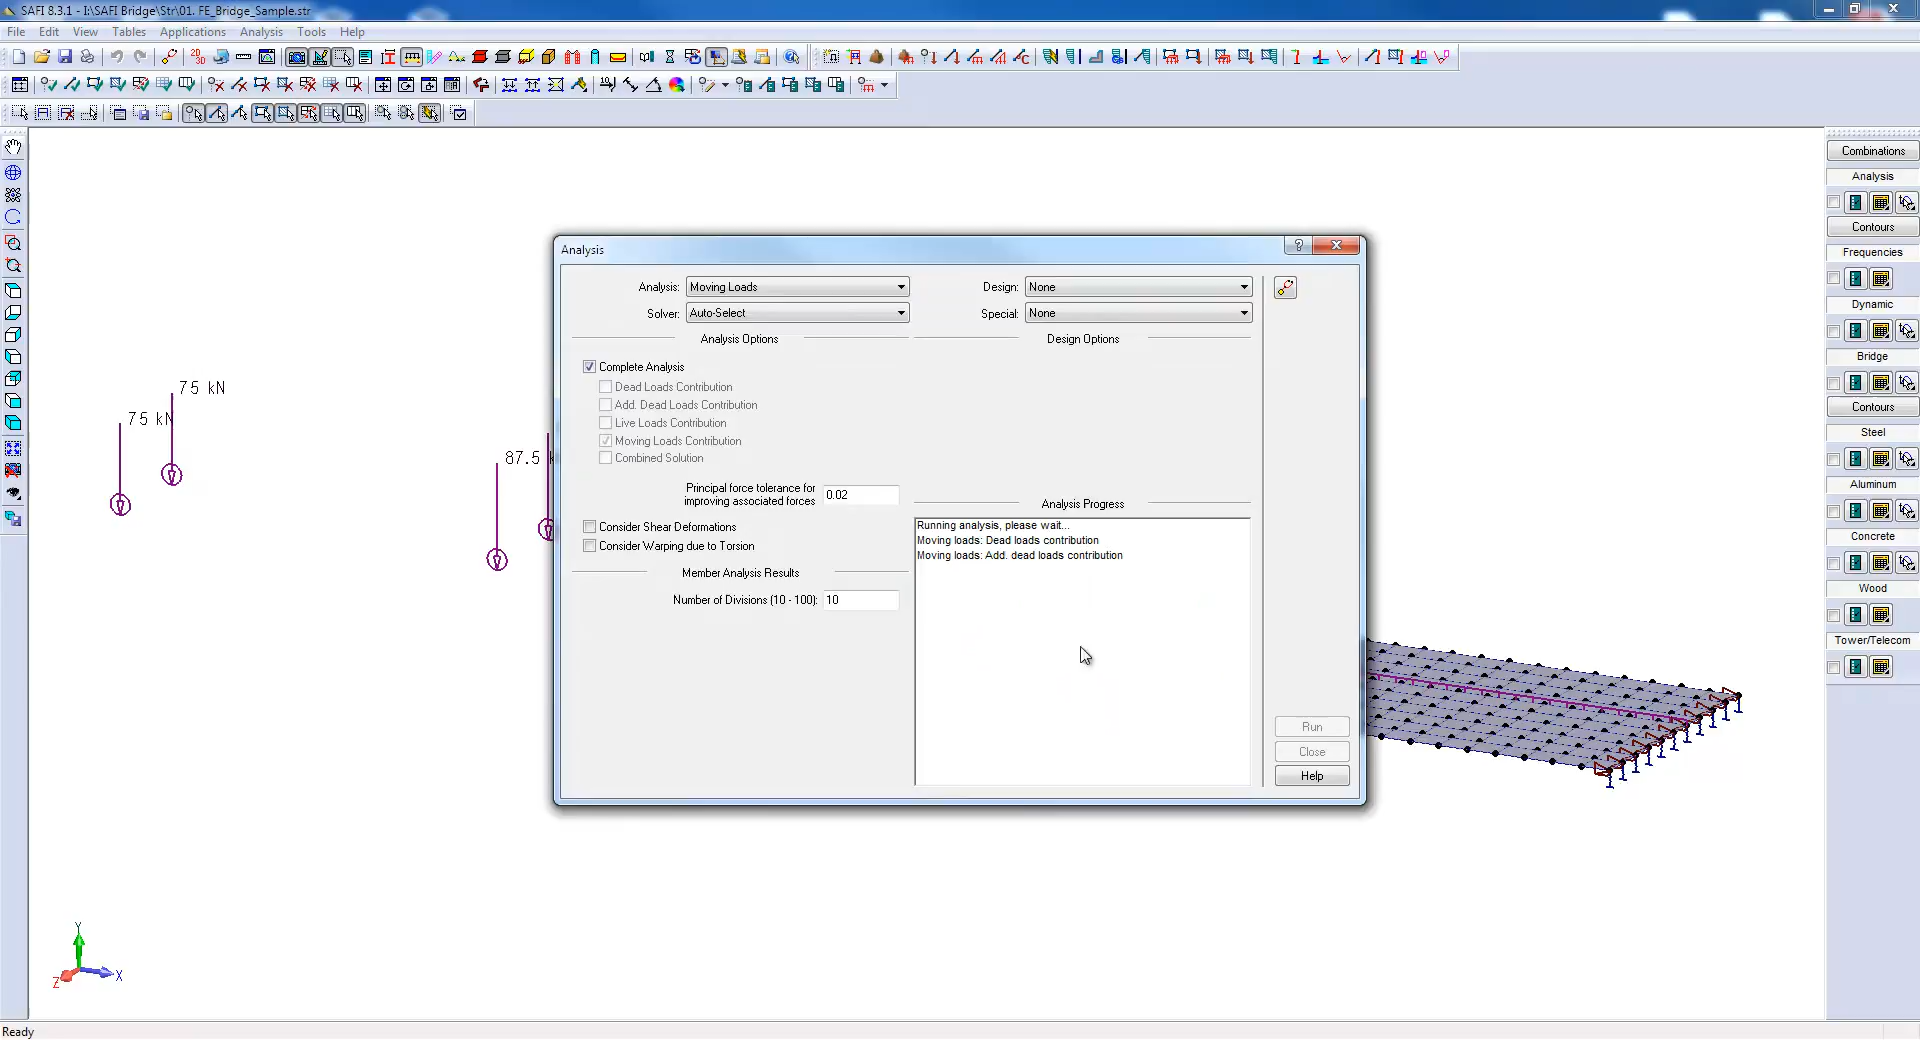 SAFI 8.3.1 - I:\SAFI Bridge\Str\01. FE_Bridge_Sample.str
File Edit View Tables Applications Analysis Tools Help
Combinations
Analysis
Contours
Frequencies
Dynamic
Bridge
Contours
Steel
Aluminum
Concrete
Wood
Tower/Telecom
75 kN
75 kN
87.5
Analysis
Analysis: Moving Loads Design: None
Solver: Auto-Select Special: None
Analysis Options Design Options
Complete Analysis
Dead Loads Contribution
Add. Dead Loads Contribution
Live Loads Contribution
Moving Loads Contribution
Combined Solution
Principal force tolerance for
improving associated forces 0.02
Consider Shear Deformations
Consider Warping due to Torsion
Member Analysis Results
Number of Divisions (10 - 100): 10
Analysis Progress
Running analysis, please wait...
Moving loads: Dead loads contribution
Moving loads: Add. dead loads contribution
Run
Close
Help
Y
Z X
Ready